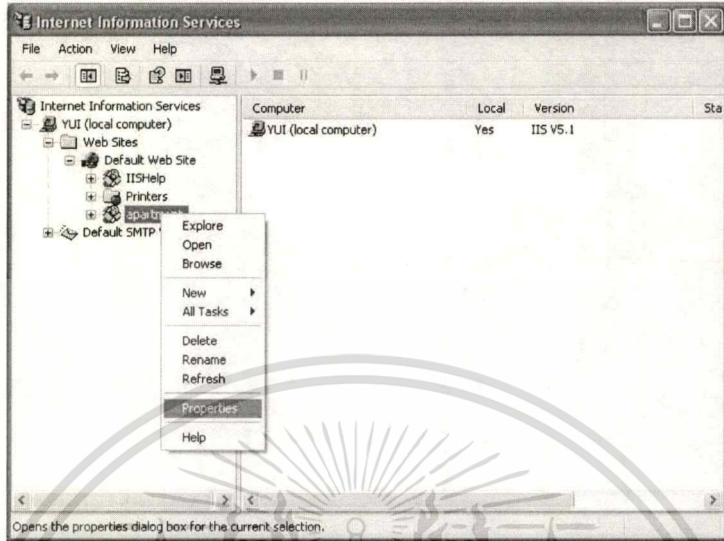 Internet Information Services
File Action View Help
Internet Information Services
YUI (local computer)
Web Sites
Default Web Site
IISHelp
Printers
Default SMTP
Computer Local Version Sta
YUI (local computer) Yes IIS V5.1
Explore
Open
Browse
New
All Tasks
Delete
Rename
Refresh
Properties
Help
Opens the properties dialog box for the current selection.